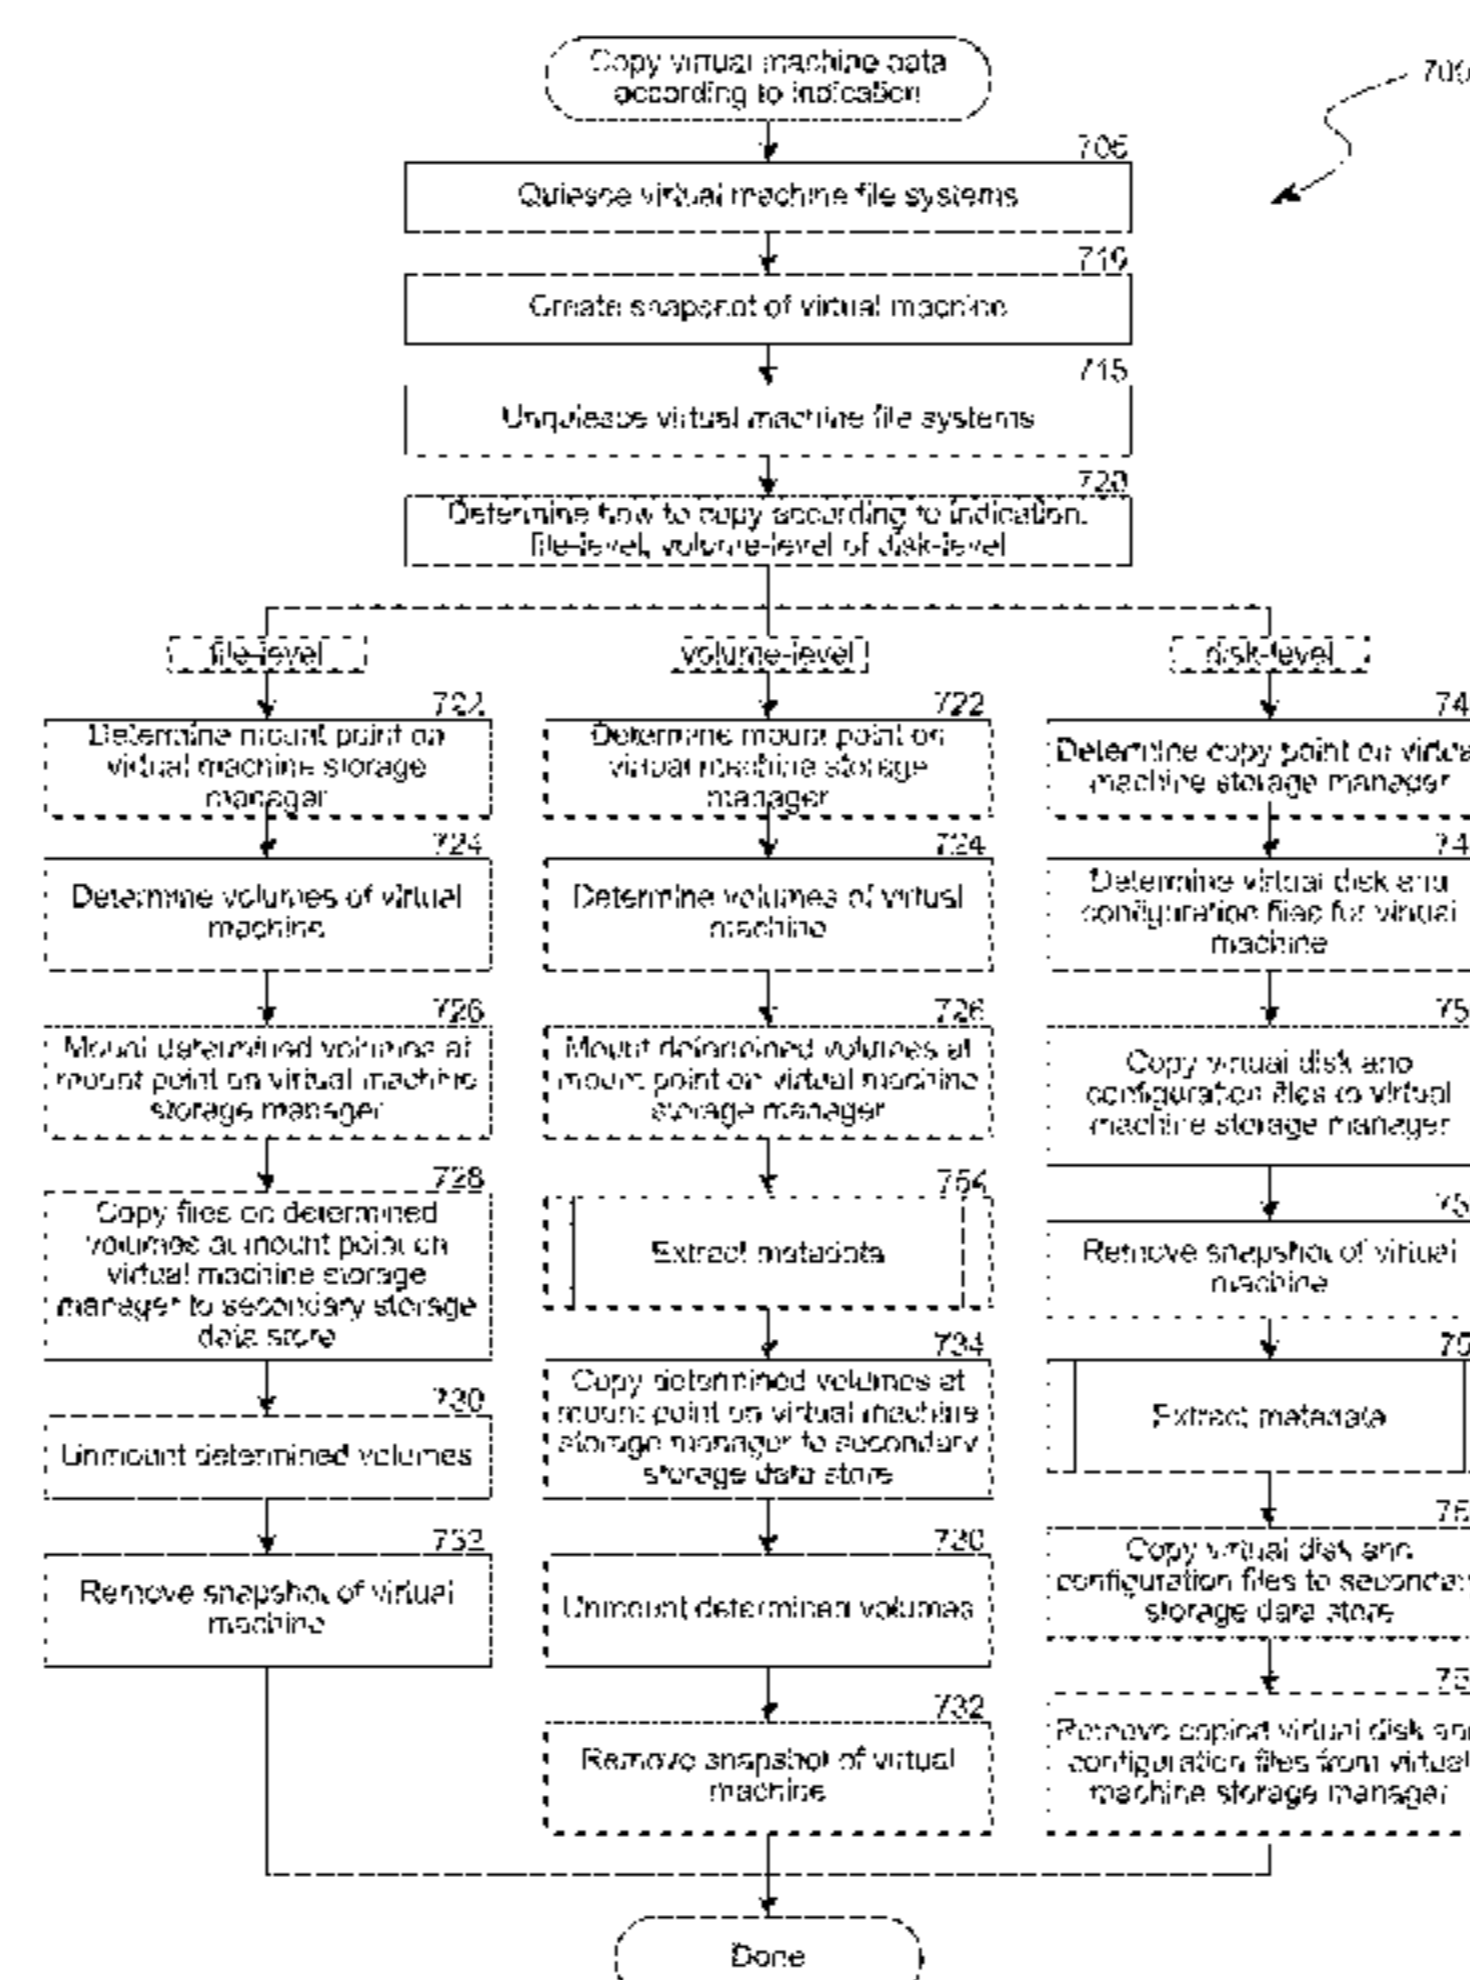 Copy virtual machine data
according to indication
Quiesce virtual machine file systems
710
Create snapshot of virtual machine
715
Unquiesce virtual machine file systems
720
Determine how to copy according to indication.
file-level, volume-level or disk-level
file-level
volume-level
disk-level
722
Determine mount point on
virtual machine storage
manager
724
Determine volumes of virtual
machine
726
Mount determined volumes at
mount point on virtual machine
storage manager
728
Copy files on determined
volumes at mount point on
virtual machine storage
manager to secondary storage
data store
730
Unmount determined volumes
732
Remove snapshot of virtual
machine
722
Determine mount point on
virtual machine storage
manager
724
Determine volumes of virtual
machine
726
Mount determined volumes at
mount point on virtual machine
storage manager
754
Extract metadata
734
Copy determined volumes at
mount point on virtual machine
storage manager to secondary
storage data store
730
Unmount determined volumes
732
Remove snapshot of virtual
machine
Determine copy point on
machine storage manager
Determine virtual disk and
configuration files for virtual
machine
Copy virtual disk and
configuration files to virtual
machine storage manager
Remove snapshot of virtual
machine
Extract metadata
Copy virtual disk and
configuration files to
storage data store
Remove copied virtual disk
configuration files from virtual
machine storage manager
Done